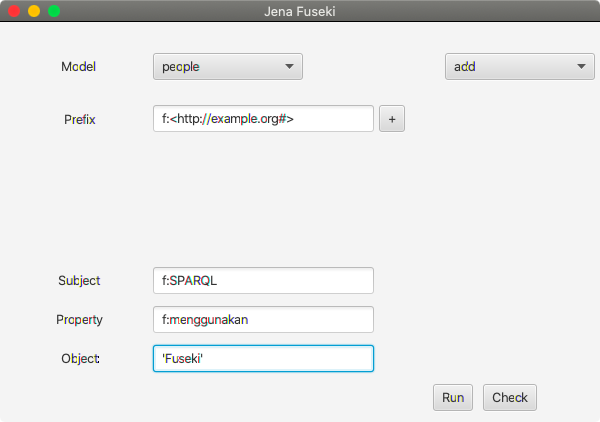 Jena Fuseki
Model people add
Prefix f:<http://example.org#> +
Subject f:SPARQL
Property f:menggunakan
Object: 'Fuseki'
Run Check